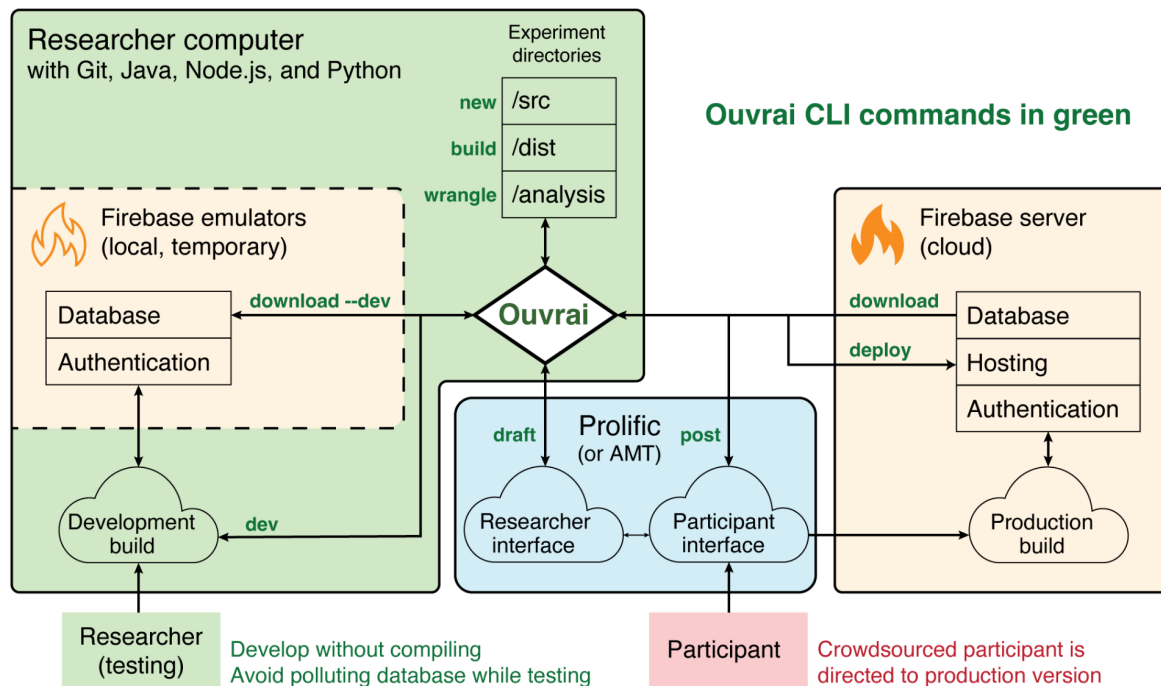 Researcher computer
with Git, Java, Node.js, and Python
Experiment
directories
new /src
build /dist
wrangle /analysis
Ouvrai CLI commands in green
Firebase emulators
(local, temporary)
Database
Authentication
download --dev
Ouvrai
Firebase server
(cloud)
download
deploy
Database
Hosting
Authentication
draft
Prolific
(or AMT)
post
Development
build
dev
Researcher
interface
Participant
interface
Production
build
Researcher
(testing)
Develop without compiling
Avoid polluting database while testing
Participant
Crowdsourced participant is
directed to production version